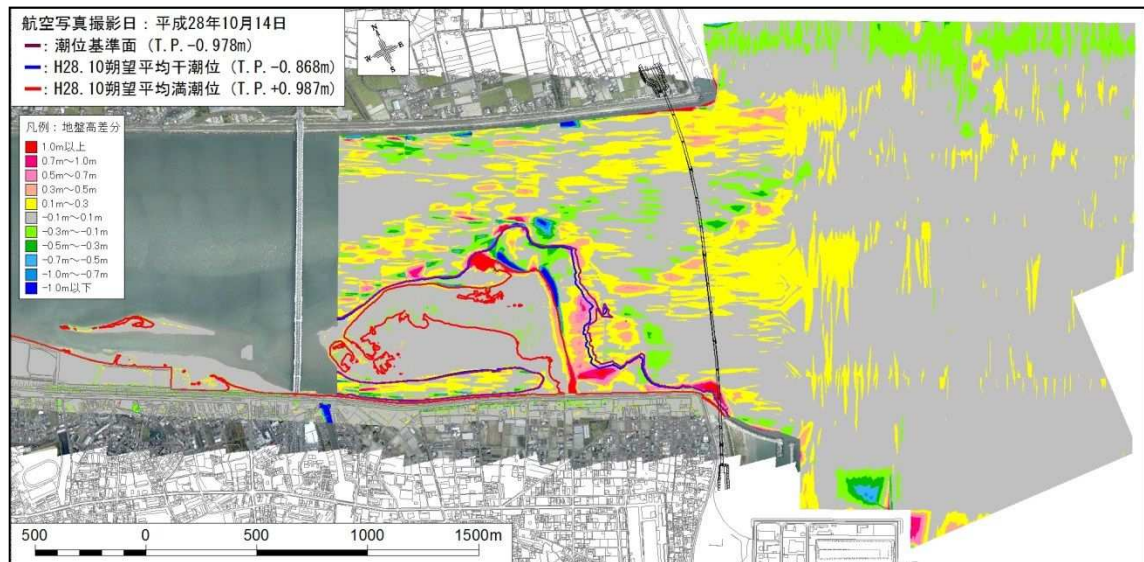 航空写真撮影日：平成28年10月14日
―：潮位基準面 (T.P.-0.978m)
―：H28.10朔望平均干潮位 (T.P.-0.868m)
―：H28.10朔望平均満潮位 (T.P.+0.987m)
N
E
S
W
凡例：地盤高差分
1.0m以上
0.7m～1.0m
0.5m～0.7m
0.3m～0.5m
0.1m～0.3
-0.1m～0.1m
-0.3m～-0.1m
-0.5m～-0.3m
-0.7m～-0.5m
-1.0m～-0.7m
-1.0m以下
500 0 500 1000 1500m